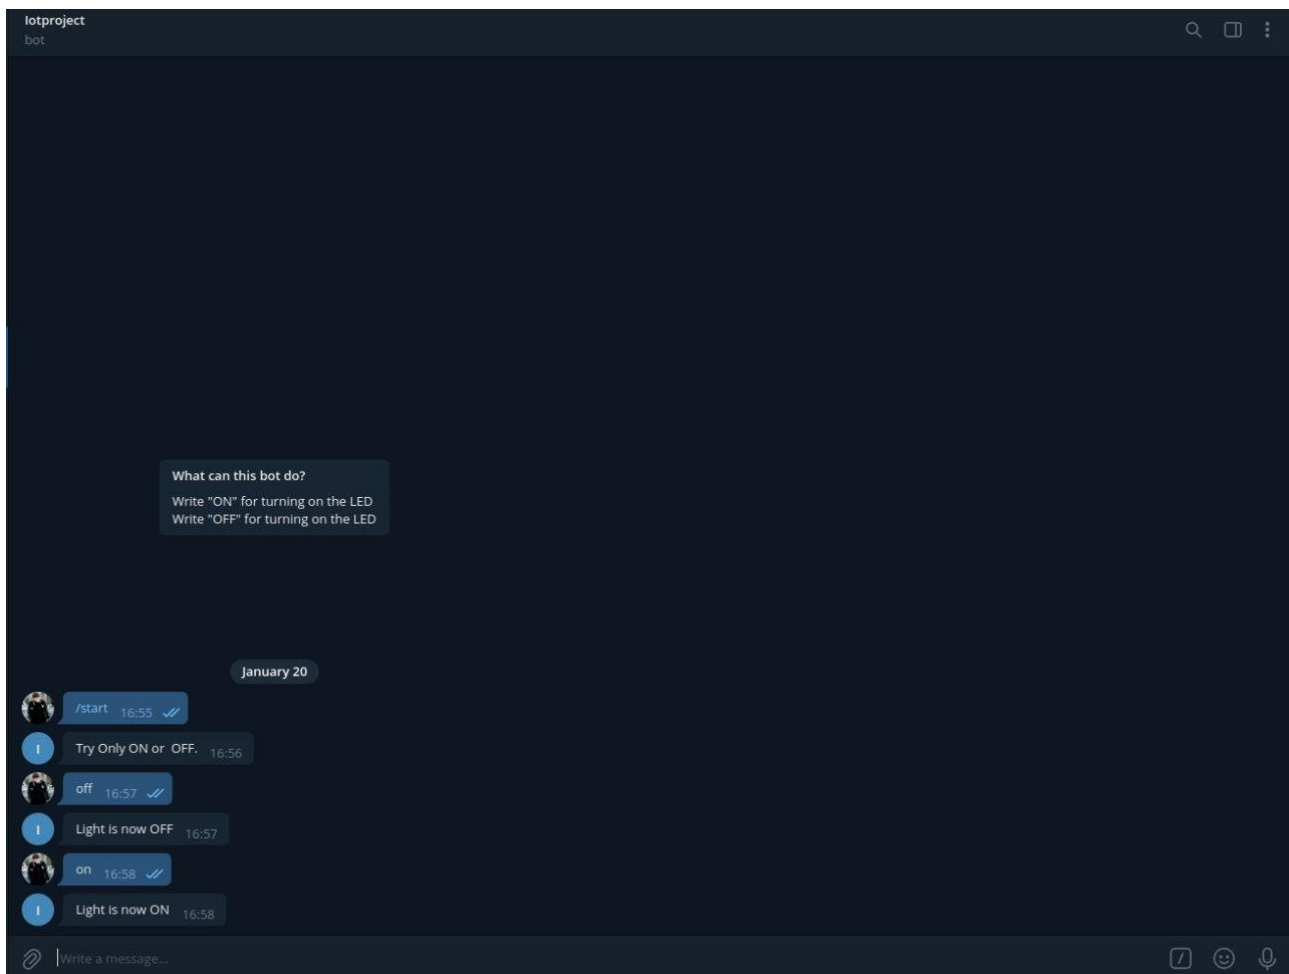 Iotproject
bot
What can this bot do?
Write "ON" for turning on the LED
Write "OFF" for turning on the LED
January 20
/start 16:55
I Try Only ON or  OFF. 16:56
off 16:57
I Light is now OFF 16:57
on 16:58
I Light is now ON 16:58
Write a message...